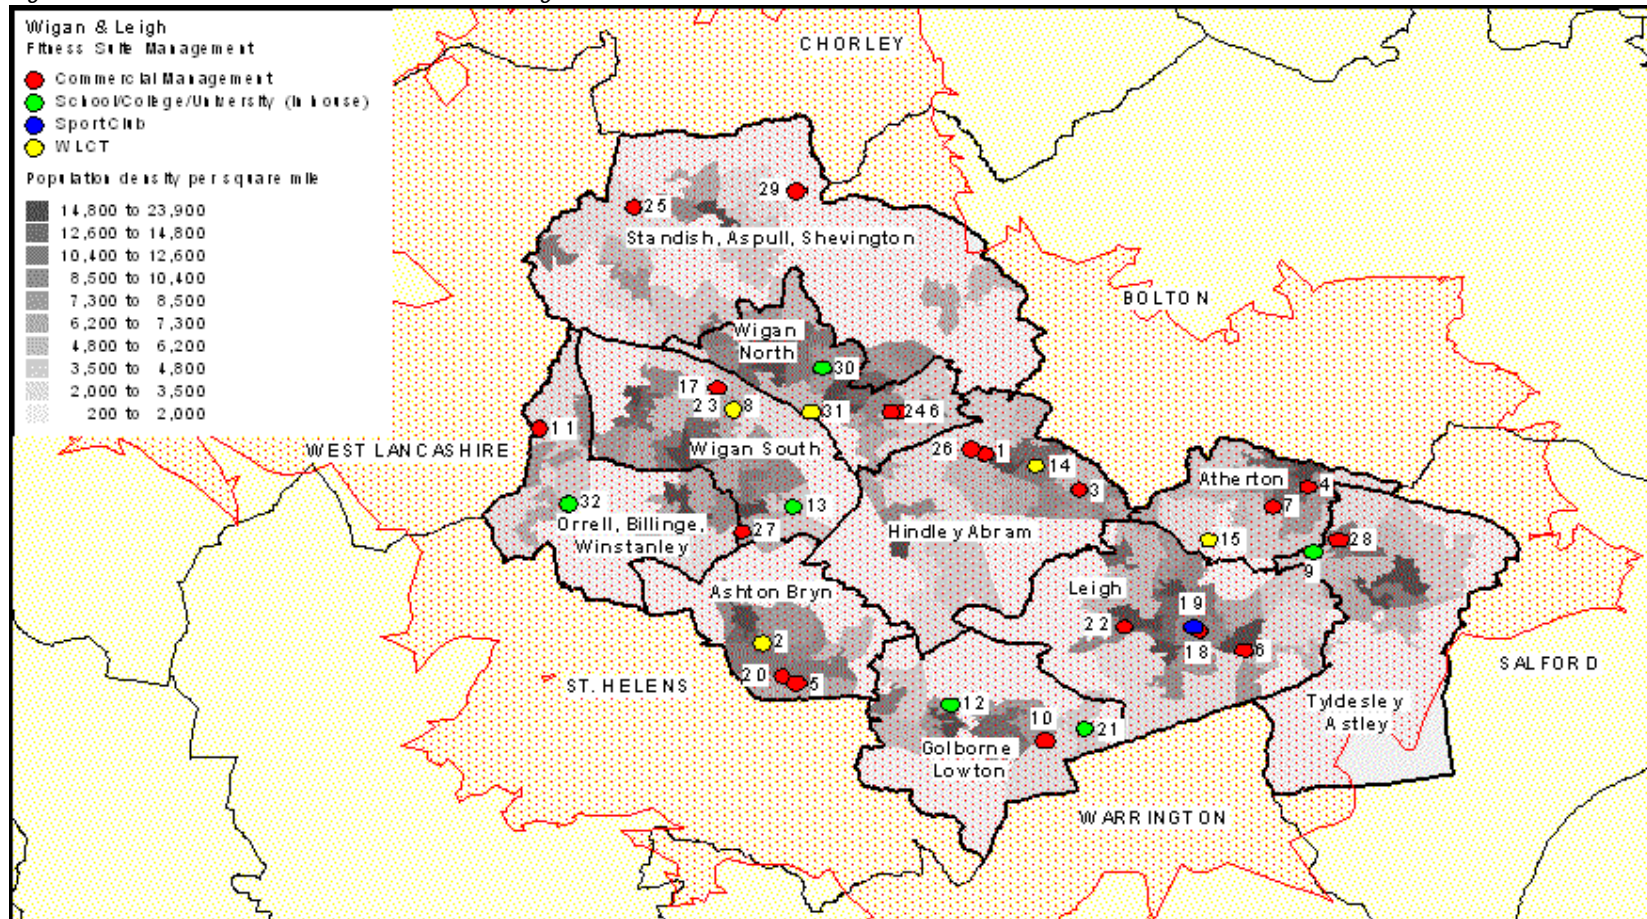 Wigan & Leigh
Fitness Suite Management
Commercial Management
School/College/University (In house)
Sport Club
WLCT
Population density per square mile
14,800 to 23,900
12,600 to 14,800
10,400 to 12,600
8,500 to 10,400
7,300 to 8,500
6,200 to 7,300
4,800 to 6,200
3,500 to 4,800
2,000 to 3,500
200 to 2,000
CHORLEY
29
25
Standish, Aspull, Shevington
BOLTON
Wigan
North
30
17
23
8
31
246
11
WEST LANCASHIRE
Wigan South
26
1
14
3
Atherton
4
7
32
13
Orrell, Billinge,
Winstanley
27
Hindley Abram
15
28
9
Ashton Bryn
Leigh
19
22
18
6
2
20
5
ST. HELENS
SALFORD
12
10
21
Golborne
Lowton
Tyldesley
Astley
WARRINGTON